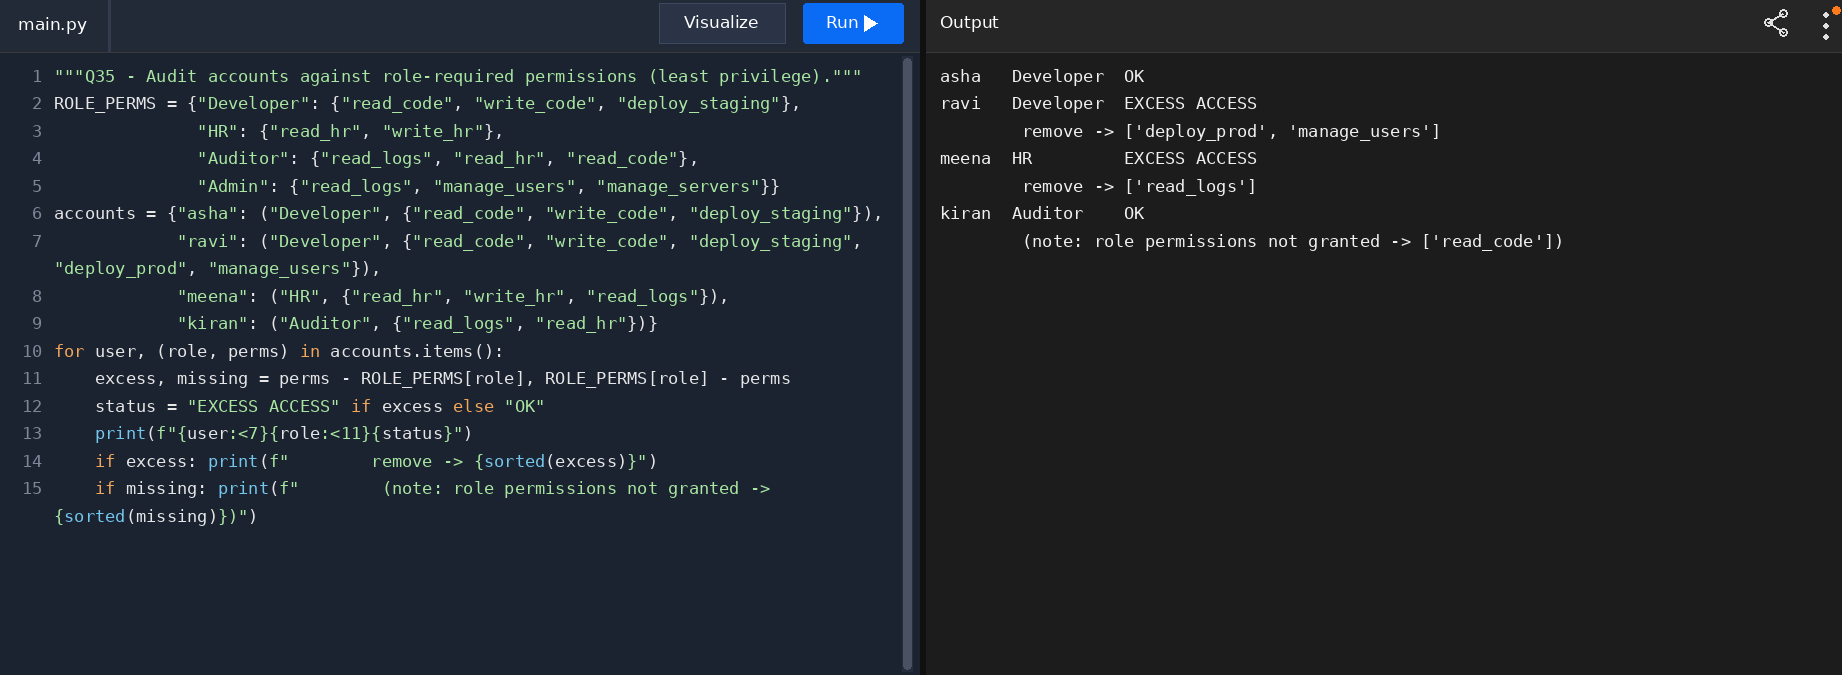 main.py
Visualize
Run
Output
1 """Q35 - Audit accounts against role-required permissions (least privilege)."""
2 ROLE_PERMS = {"Developer": {"read_code", "write_code", "deploy_staging"},
3               "HR": {"read_hr", "write_hr"},
4               "Auditor": {"read_logs", "read_hr", "read_code"},
5               "Admin": {"read_logs", "manage_users", "manage_servers"}}
6 accounts = {"asha": ("Developer", {"read_code", "write_code", "deploy_staging"}),
7             "ravi": ("Developer", {"read_code", "write_code", "deploy_staging",
"deploy_prod", "manage_users"}),
8             "meena": ("HR", {"read_hr", "write_hr", "read_logs"}),
9             "kiran": ("Auditor", {"read_logs", "read_hr"})}
10 for user, (role, perms) in accounts.items():
11     excess, missing = perms - ROLE_PERMS[role], ROLE_PERMS[role] - perms
12     status = "EXCESS ACCESS" if excess else "OK"
13     print(f"{user:<7}{role:<11}{status}")
14     if excess: print(f"        remove -> {sorted(excess)}")
15     if missing: print(f"        (note: role permissions not granted ->
{sorted(missing)})")
asha   Developer  OK
ravi   Developer  EXCESS ACCESS
        remove -> ['deploy_prod', 'manage_users']
meena  HR         EXCESS ACCESS
        remove -> ['read_logs']
kiran  Auditor    OK
        (note: role permissions not granted -> ['read_code'])